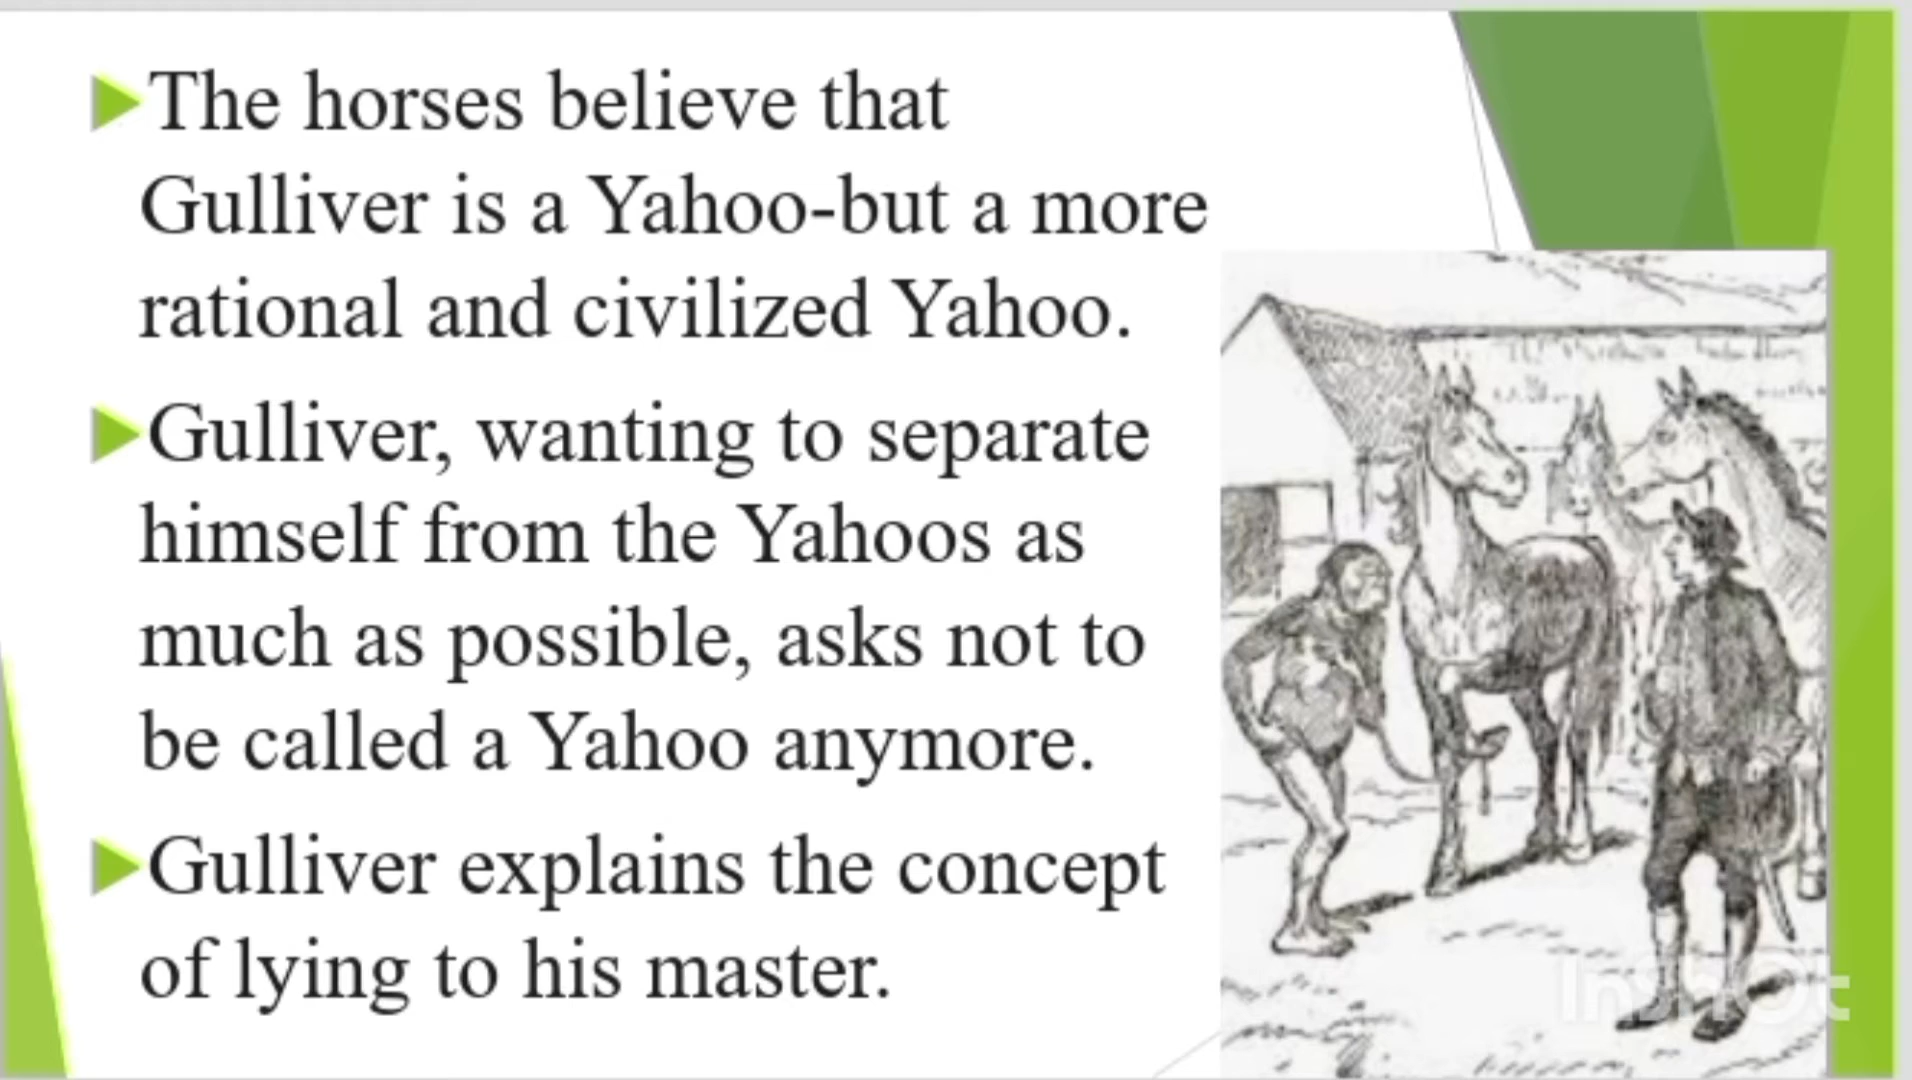 The horses believe that
Gulliver is a Yahoo-but a more
rational and civilized Yahoo.
Gulliver, wanting to separate
himself from the Yahoos as
much as possible, asks not to
be called a Yahoo anymore.
Gulliver explains the concept
of lying to his master.
InShOt